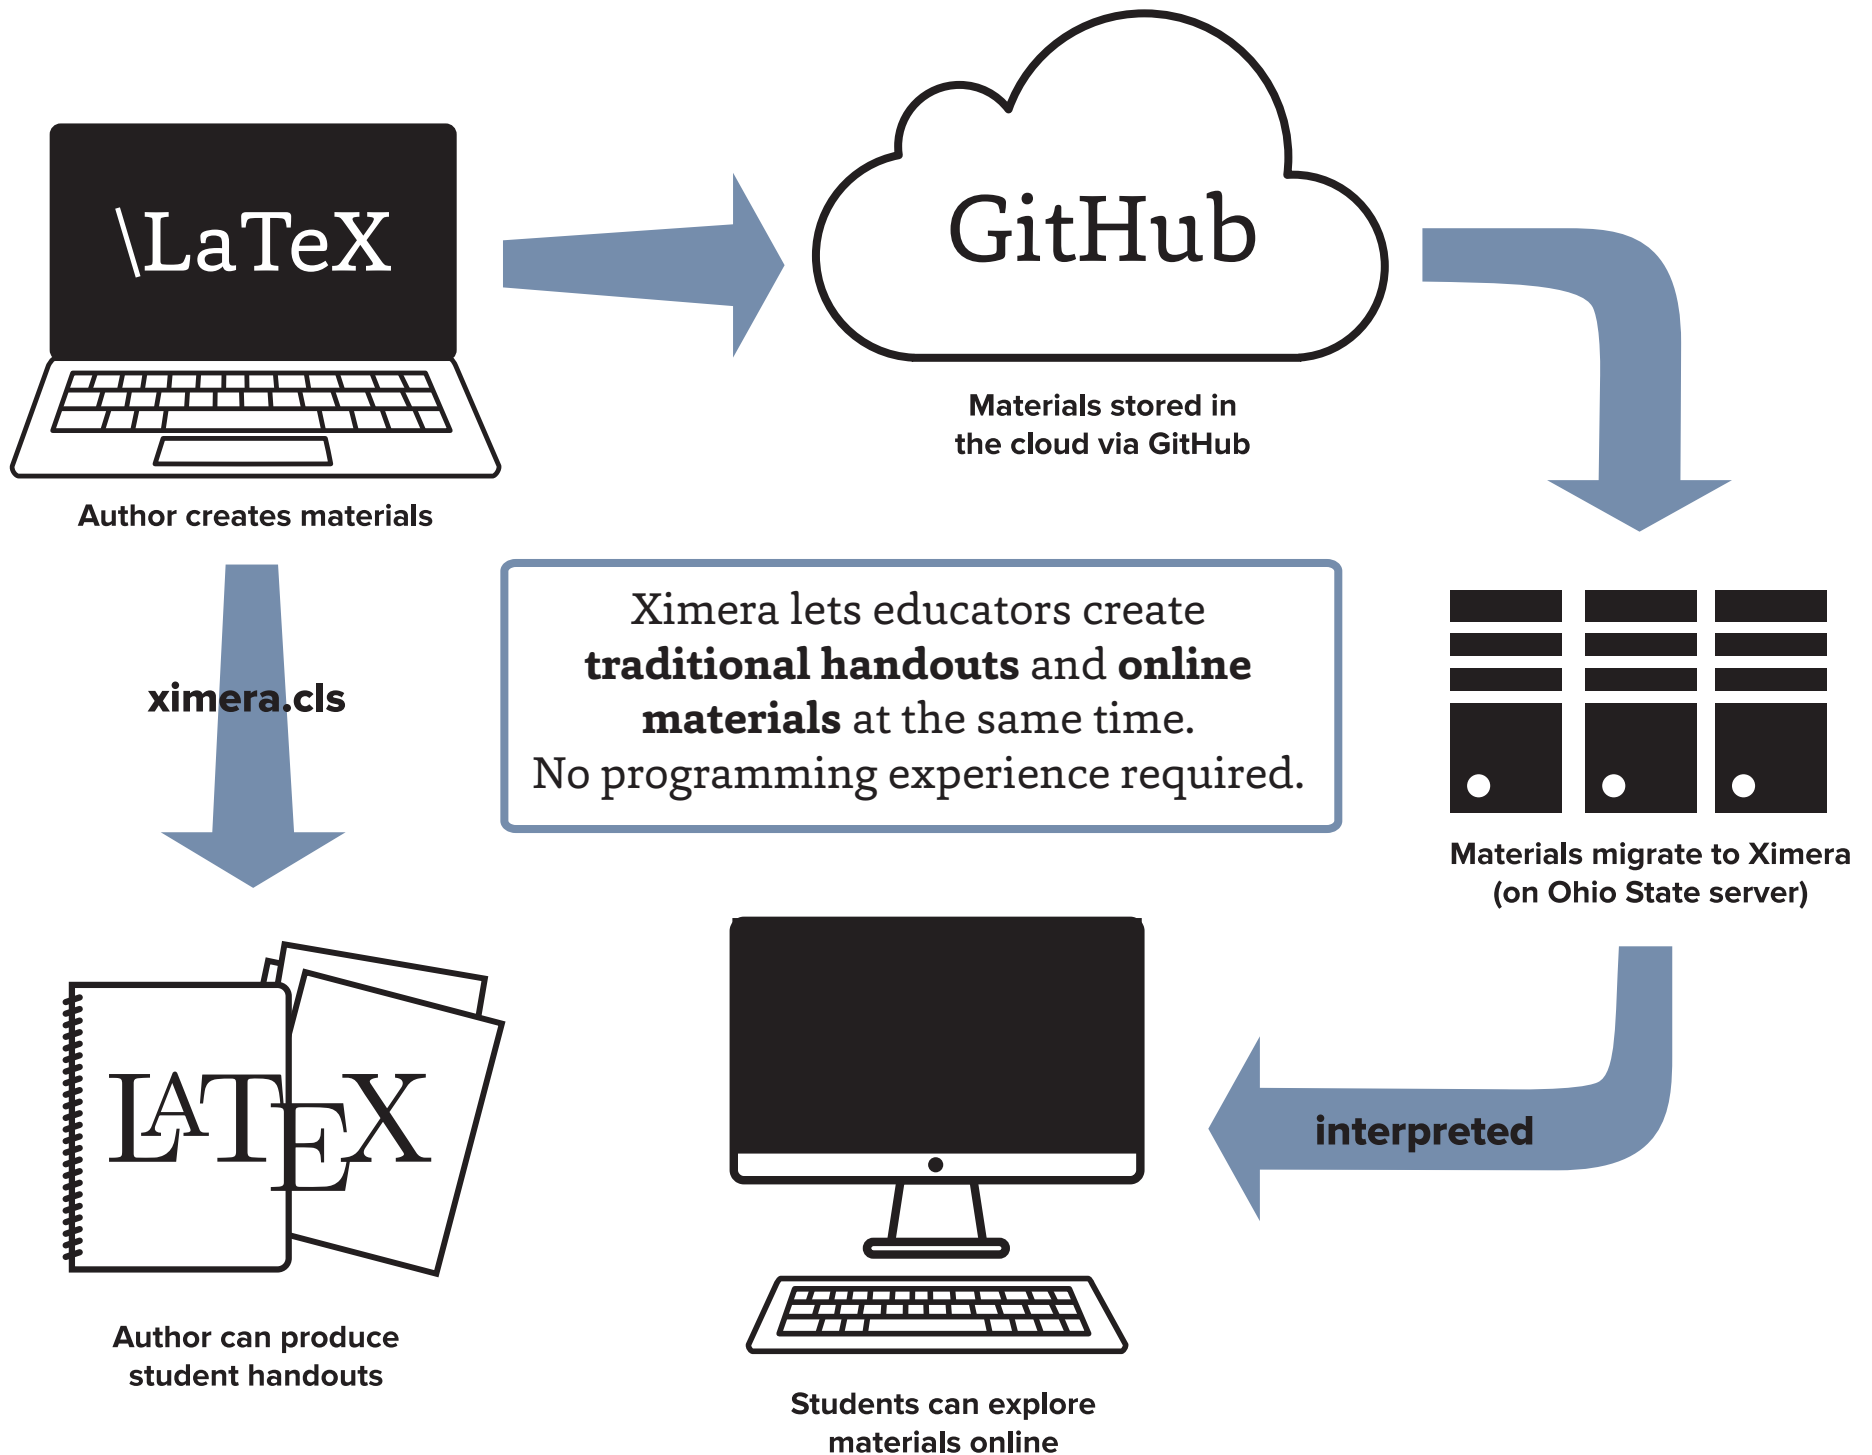 \LaTeX
GitHub
Materials stored in
the cloud via GitHub
Author creates materials
ximera.cls
Ximera lets educators create
traditional handouts and online
materials at the same time.
No programming experience required.
Materials migrate to Ximera
(on Ohio State server)
interpreted
LATEX
Author can produce
student handouts
Students can explore
materials online